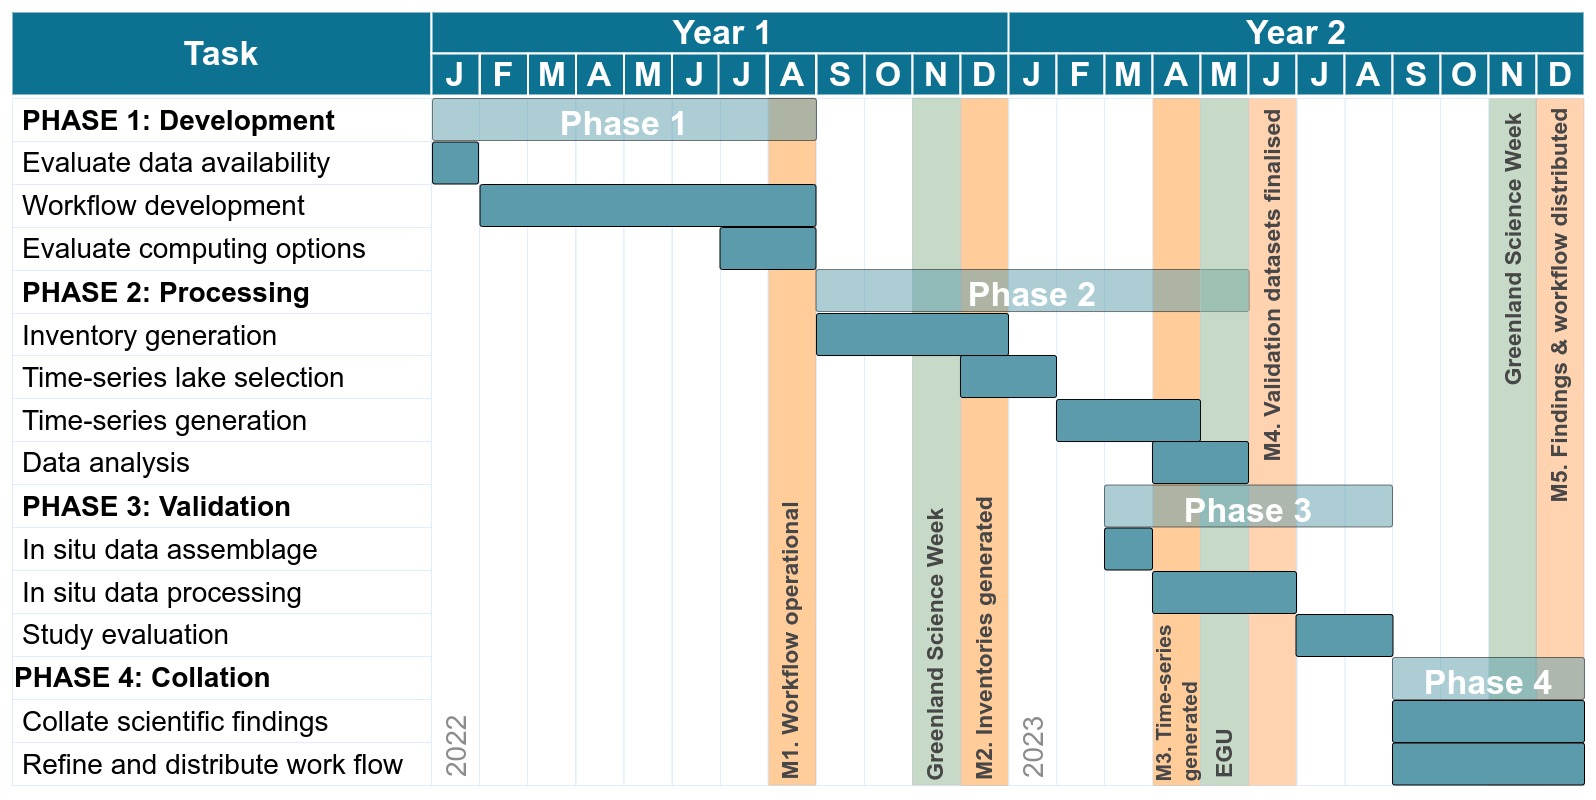 Task
Year 1
Year 2
J F M A M J J A S O N D J F M A M J J A S O N D
PHASE 1: Development
Phase 1
Evaluate data availability
Workflow development
Evaluate computing options
PHASE 2: Processing
Phase 2
Inventory generation
Time-series lake selection
Time-series generation
Data analysis
PHASE 3: Validation
Phase 3
In situ data assemblage
In situ data processing
Study evaluation
PHASE 4: Collation
Phase 4
Collate scientific findings
Refine and distribute work flow
2022
M1. Workflow operational
Greenland Science Week
M2. Inventories generated
2023
M3. Time-series
generated
EGU
M4. Validation datasets finalised
Greenland Science Week
M5. Findings & workflow distributed